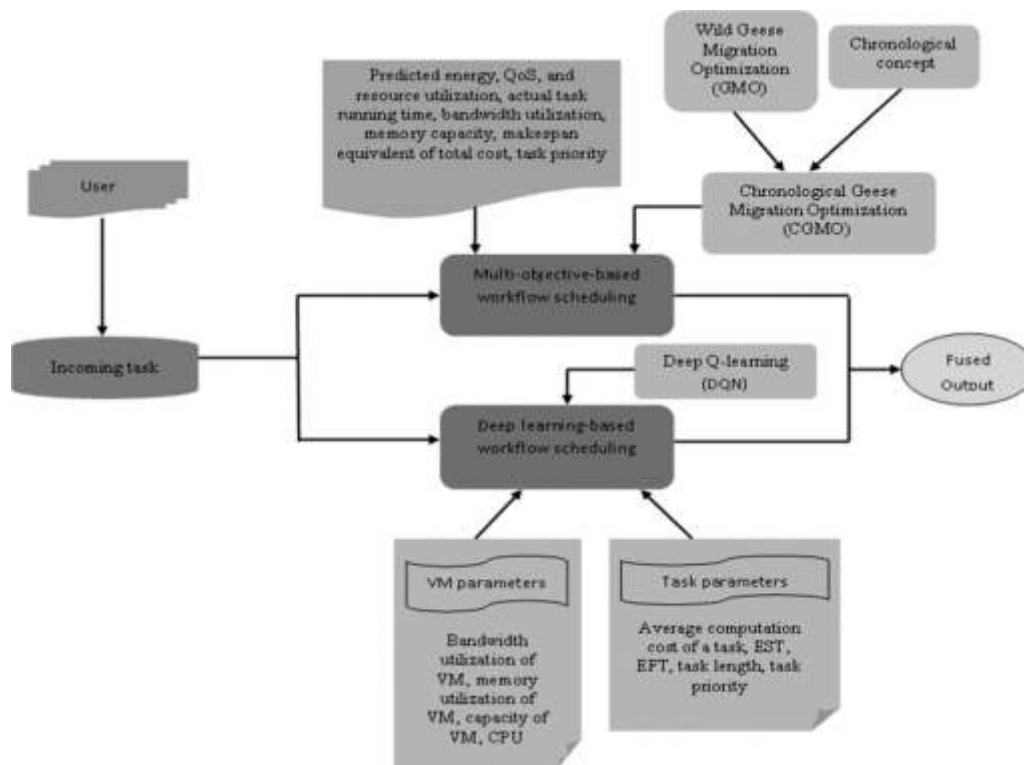 Wild Geese
Migration
Optimization
(GMO)
Chronological
concept
Predicted energy, QoS, and
resource utilization, actual task
running time, bandwidth utilization,
memory capacity, makespan
equivalent of total cost, task priority
User
Chronological Geese
Migration Optimization
(CGMO)
Multi-objective-based
workflow scheduling
Incoming task
Deep Q-learning
(DQN)
Fused
Output
Deep learning-based
workflow scheduling
VM parameters
Bandwidth
utilization of
VM, memory
utilization of
VM, capacity of
VM, CPU
Task parameters
Average computation
cost of a task, EST,
EFT, task length, task
priority